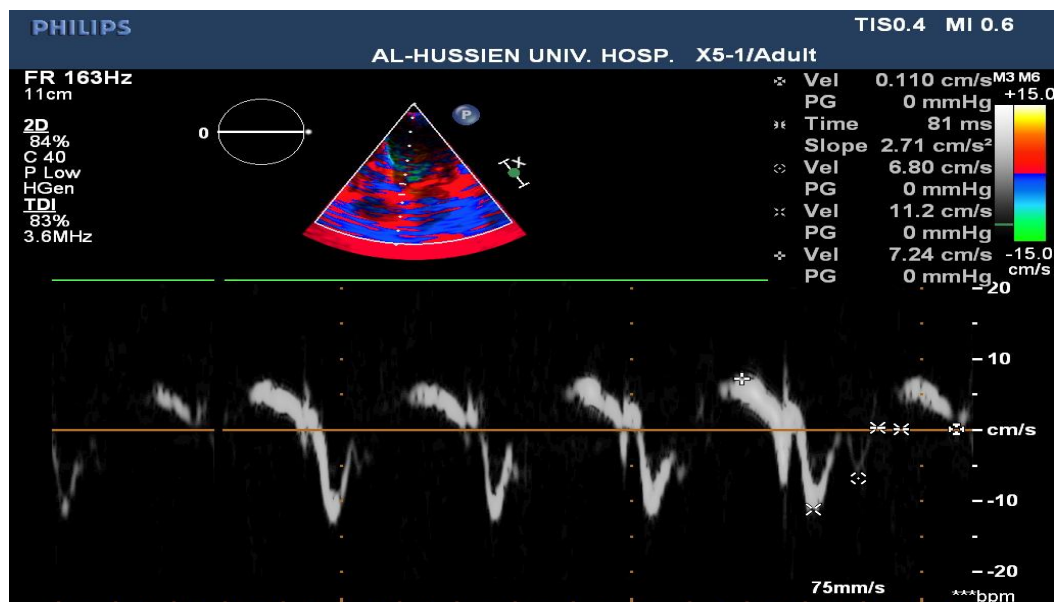 PHILIPS
TIS0.4 MI 0.6
AL-HUSSIEN UNIV. HOSP. X5-1/Adult
FR 163Hz
11cm
2D
84%
C 40
P Low
HGen
TDI
83%
3.6MHz
0
P
X
Vel 0.110 cm/s
PG 0 mmHg
Time 81 ms
Slope 2.71 cm/s²
Vel 6.80 cm/s
PG 0 mmHg
Vel 11.2 cm/s
PG 0 mmHg
Vel 7.24 cm/s
PG 0 mmHg
M3 M6
+15.0
-15.0
cm/s
20
10
cm/s
-10
-20
75mm/s
***bpm